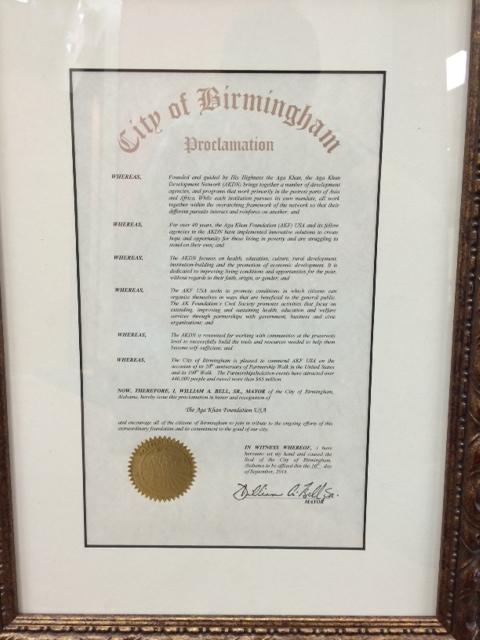 City of Birmingham
Proclamation
WHEREAS, Founded and guided by His Highness the Aga Khan, the Aga Khan
Development Network (AKDN) brings together a number of development
agencies, and programs that work primarily in the poorest parts of Asia
and Africa. While each institution pursues its own mandate, all work
together within the overarching framework of the network so that their
different pursuits interact and reinforce on another; and
WHEREAS, For over 40 years, the Aga Khan Foundation (AKF) USA and its fellow
agencies in the AKDN have implemented innovative solutions to create
hope and opportunity for those living in poverty and are struggling to
stand on their own; and
WHEREAS, The AKDN focuses on health, education, culture, rural development,
institution-building and the promotion of economic development. It is
dedicated to improving living conditions and opportunities for the poor,
without regards to their faith, origin, or gender; and
WHEREAS, The AKF USA seeks to promote conditions in which citizens can
organize themselves in ways that are beneficial to the general public.
The AK Foundation's Civil Society promotes activities that focus on
extending, improving and sustaining health, education and welfare
services through partnerships with government, business and civic
organizations; and
WHEREAS, The AKDN is renowned for working with communities at the grassroots
level to successfully build the tools and resources needed to help them
become self-sufficient; and
WHEREAS, The City of Birmingham is pleased to commend AKF USA on the
occasion of its 20th anniversary of Partnership Walk in the United States
and its Walk. The Partnerships events have attracted over
440,000 people and raised more than million
NOW, THEREFORE, I, WILLIAM A. BELL, SR., MAYOR of the City of Birmingham,
Alabama, hereby issue this proclamation in honor and recognition of
The Aga Khan Foundation USA
and encourage all of the citizens of Birmingham to join in tribute to the ongoing efforts of this
extraordinary foundation and its commitment to the goal of our city.
IN WITNESS WHEREOF, I have
hereunto set my hand and caused the
Seal of the City of Birmingham,
Alabama to be affixed this the day
of September, 2014
William A. Bell, Sr.
MAYOR